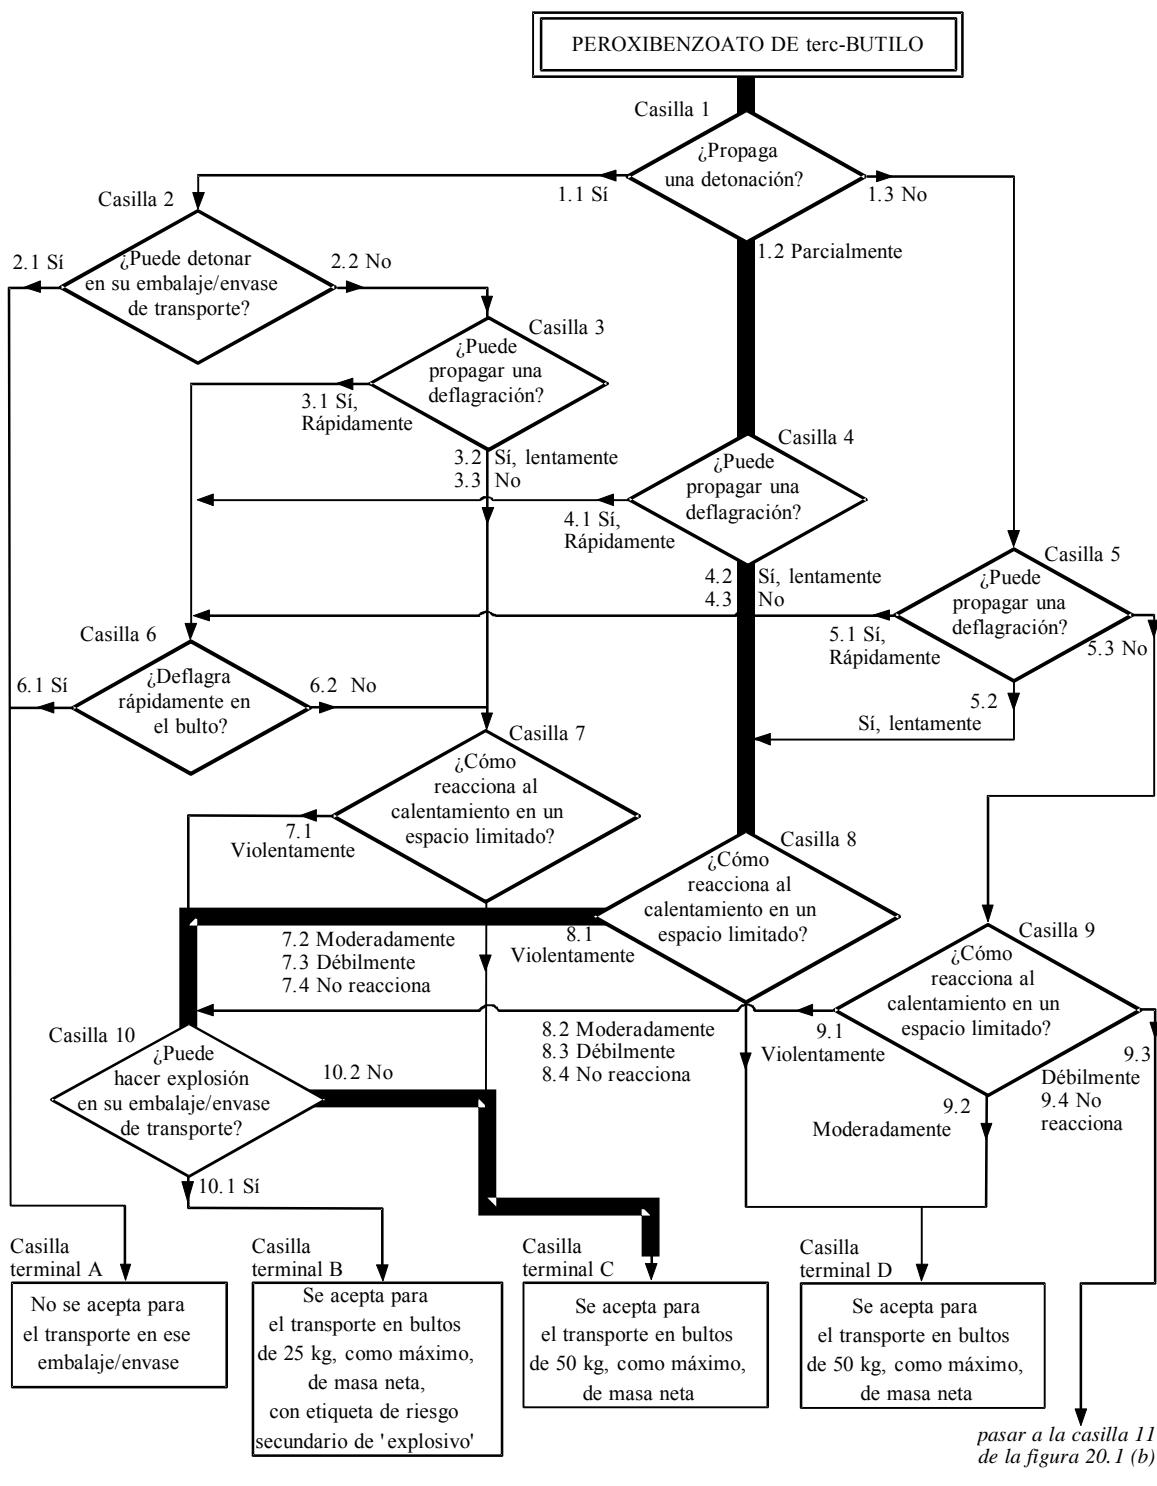 PEROXIBENZOATO DE terc-BUTILO
Casilla 1
¿Propaga
una detonación?
1.1 Sí
1.3 No
1.2 Parcialmente
Casilla 2
¿Puede detonar
en su embalaje/envase
de transporte?
2.1 Sí
2.2 No
Casilla 3
¿Puede
propagar una
deflagración?
3.1 Sí,
Rápidamente
3.2 Sí, lentamente
3.3 No
Casilla 4
¿Puede
propagar una
deflagración?
4.1 Sí,
Rápidamente
4.2 Sí, lentamente
4.3 No
Casilla 5
¿Puede
propagar una
deflagración?
5.1 Sí,
Rápidamente
5.3 No
5.2
Sí, lentamente
Casilla 6
¿Deflagra
rápidamente en
el bulto?
6.1 Sí
6.2 No
Casilla 7
¿Cómo
reacciona al
calentamiento en un
espacio limitado?
7.1
Violentamente
7.2 Moderadamente
7.3 Débilmente
7.4 No reacciona
Casilla 8
¿Cómo
reacciona al
calentamiento en un
espacio limitado?
8.1
Violentamente
8.2 Moderadamente
8.3 Débilmente
8.4 No reacciona
Casilla 9
¿Cómo
reacciona al
calentamiento en un
espacio limitado?
9.1
Violentamente
9.2
Moderadamente
9.3
Débilmente
9.4 No
reacciona
Casilla 10
¿Puede
hacer explosión
en su embalaje/envase
de transporte?
10.2 No
10.1 Sí
Casilla
terminal A
No se acepta para
el transporte en ese
embalaje/envase
Casilla
terminal B
Se acepta para
el transporte en bultos
de 25 kg, como máximo,
de masa neta,
con etiqueta de riesgo
secundario de 'explosivo'
Casilla
terminal C
Se acepta para
el transporte en bultos
de 50 kg, como máximo,
de masa neta
Casilla
terminal D
Se acepta para
el transporte en bultos
de 50 kg, como máximo,
de masa neta
pasar a la casilla 11
de la figura 20.1 (b)